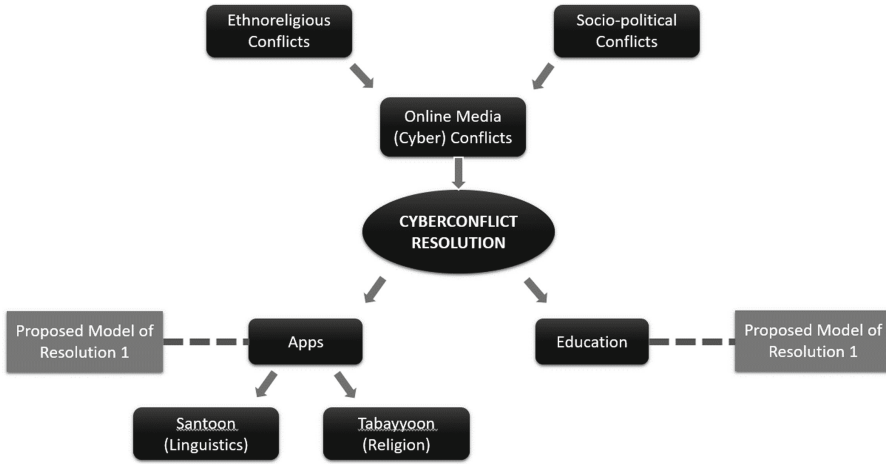 Ethnoreligious
Conflicts
Socio-political
Conflicts
Online Media
(Cyber) Conflicts
CYBERCONFLICT
RESOLUTION
Proposed Model of
Resolution 1
Apps
Education
Proposed Model of
Resolution 1
Santoon
(Linguistics)
Tabayyoon
(Religion)